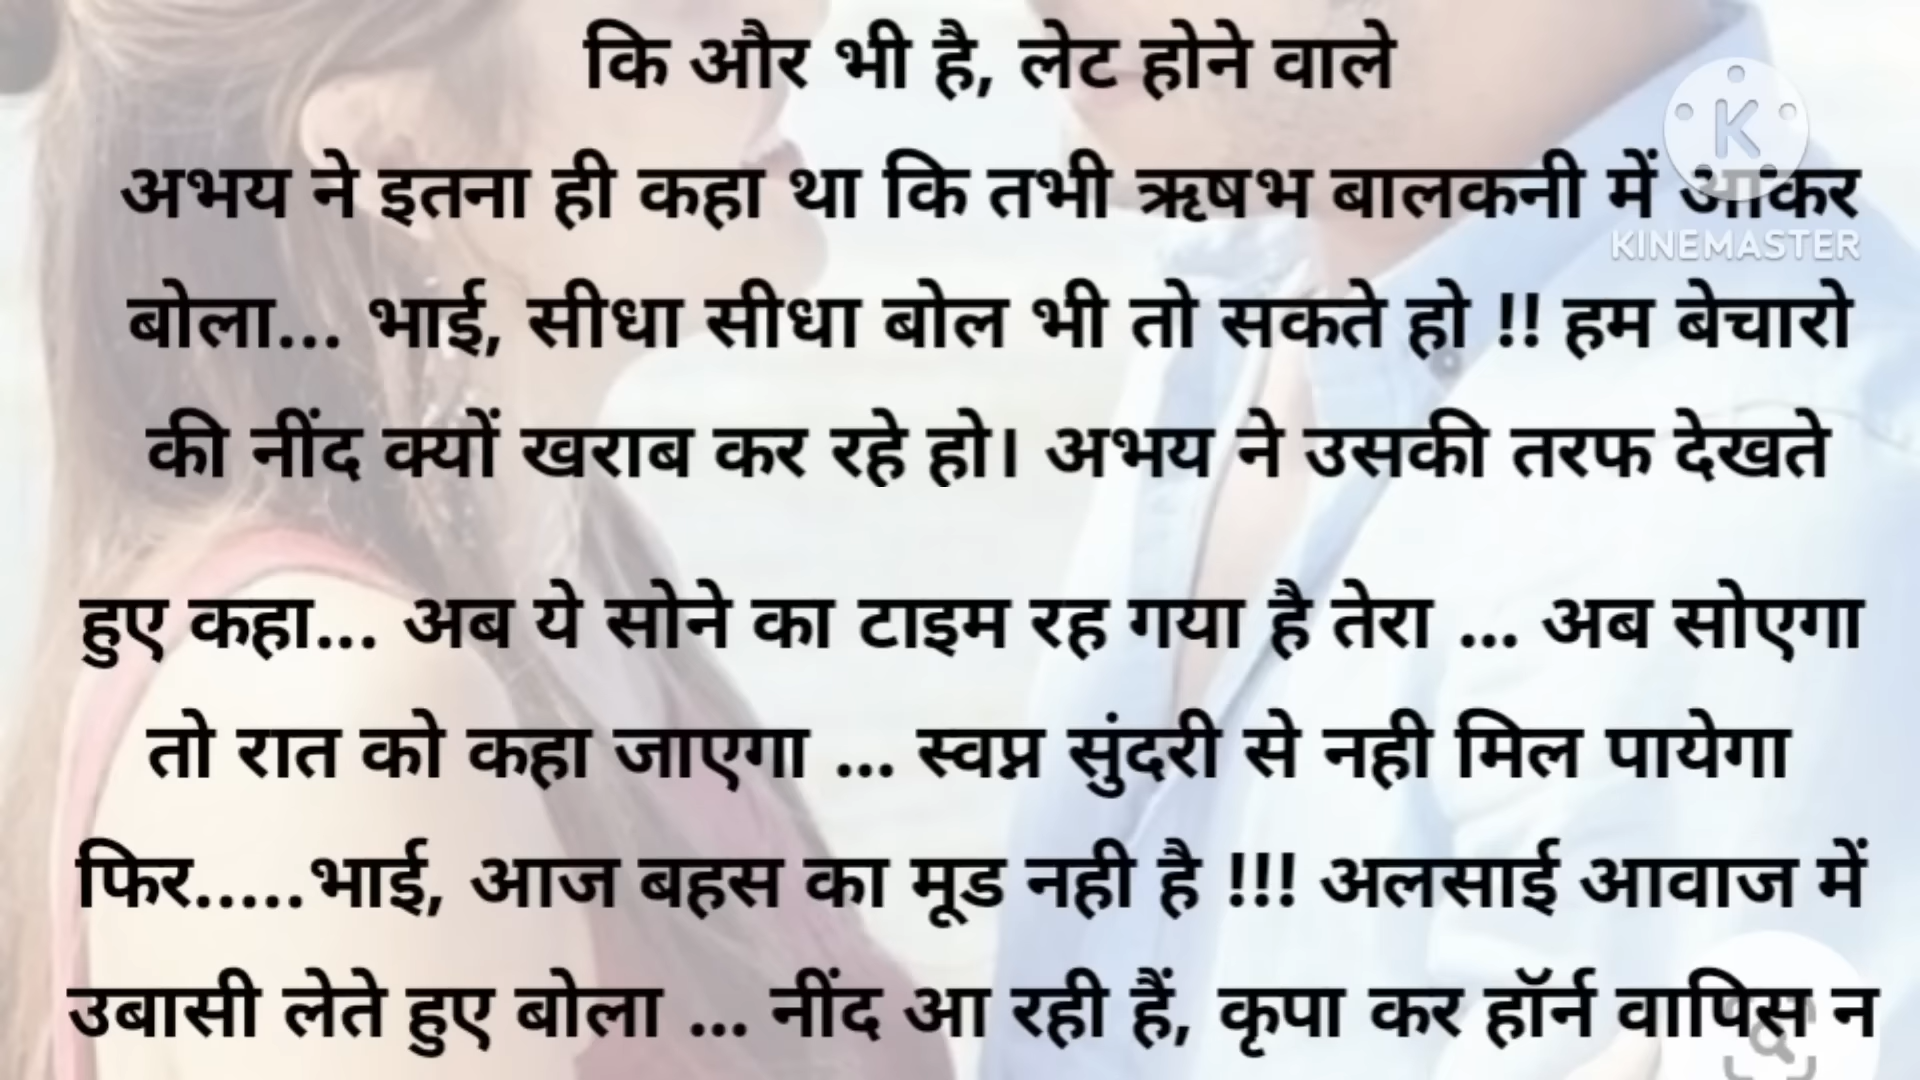 कि और भी है, लेट होने वाले
अभय ने इतना ही कहा था कि तभी ऋषभ बालकनी में आकर
बोला... भाई, सीधा सीधा बोल भी तो सकते हो !! हम बेचारो
की नींद क्यों खराब कर रहे हो। अभय ने उसकी तरफ देखते
हुए कहा... अब ये सोने का टाइम रह गया है तेरा ... अब सोएगा
तो रात को कहा जाएगा ... स्वप्न सुंदरी से नही मिल पायेगा
फिर.....भाई, आज बहस का मूड नही है !!! अलसाई आवाज में
उबासी लेते हुए बोला ... नींद आ रही हैं, कृपा कर हॉर्न वापिस न
K
KINEMASTER